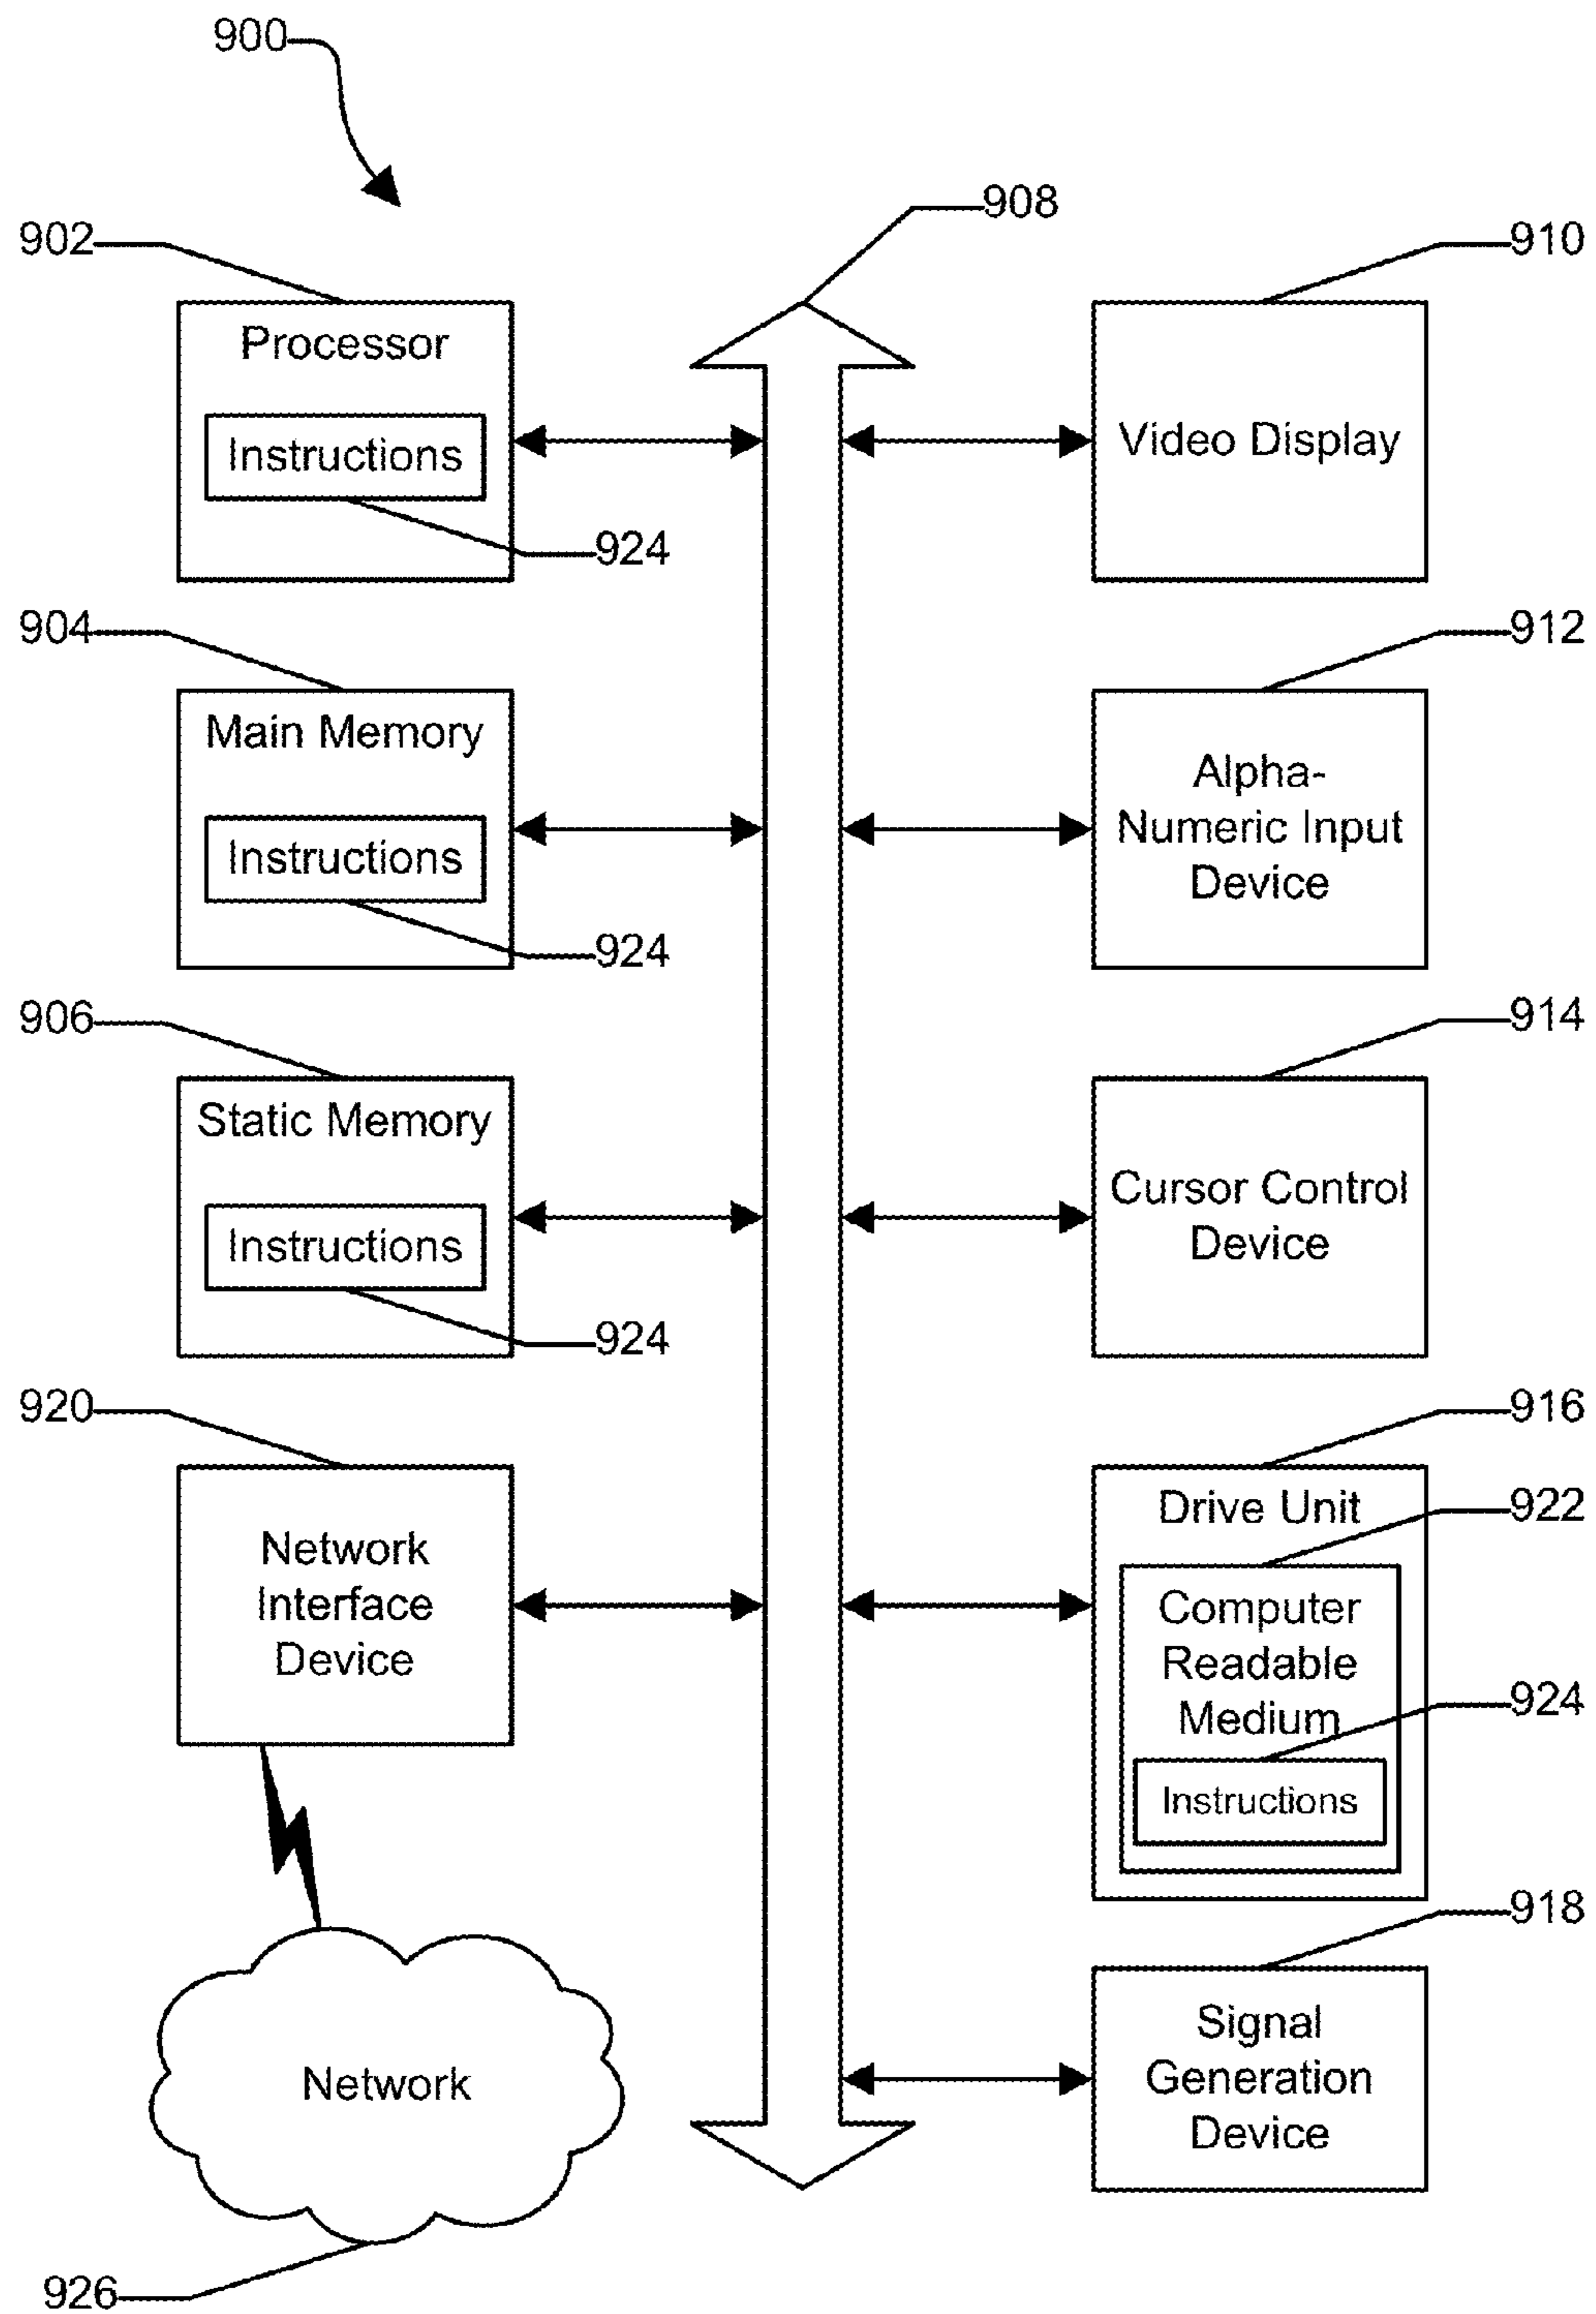 900
908
902
Processor
Instructions
924
910
Video Display
904
Main Memory
Instructions
924
912
Alpha-
Numeric Input
Device
906
Static Memory
Instructions
924
914
Cursor Control
Device
920
Network
Interface
Device
916
Drive Unit
922
Computer
Readable
Medium
924
Instructions
918
Signal
Generation
Device
Network
926